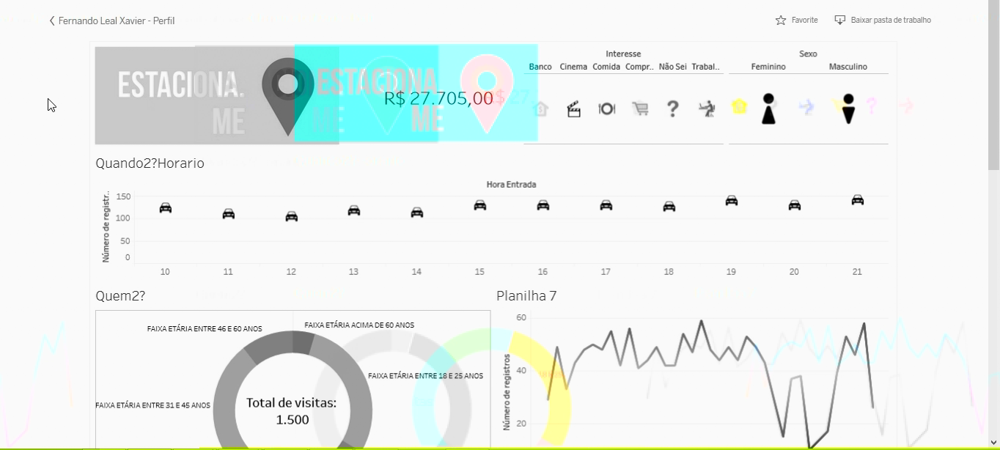 Fernando Leal Xavier - Perfil
Favorite
Baixar pasta de trabalho
ESTACIONA.
ME
ESTACIONA.
ME
R$ 27.705,00
Interesse
Banco Cinema Comida Compr.. Não Sei Trabal..
Sexo
Feminino Masculino
Quando2?Horario
Hora Entrada
Número de registr..
150
100
50
0
10 11 12 13 14 15 16 17 18 19 20 21
Quem2?
FAIXA ETÁRIA ENTRE 46 E 60 ANOS
FAIXA ETÁRIA ACIMA DE 60 ANOS
FAIXA ETÁRIA ENTRE 18 E 25 ANOS
FAIXA ETÁRIA ENTRE 31 E 45 ANOS
Total de visitas:
1.500
Planilha 7
Número de registros
60
40
20